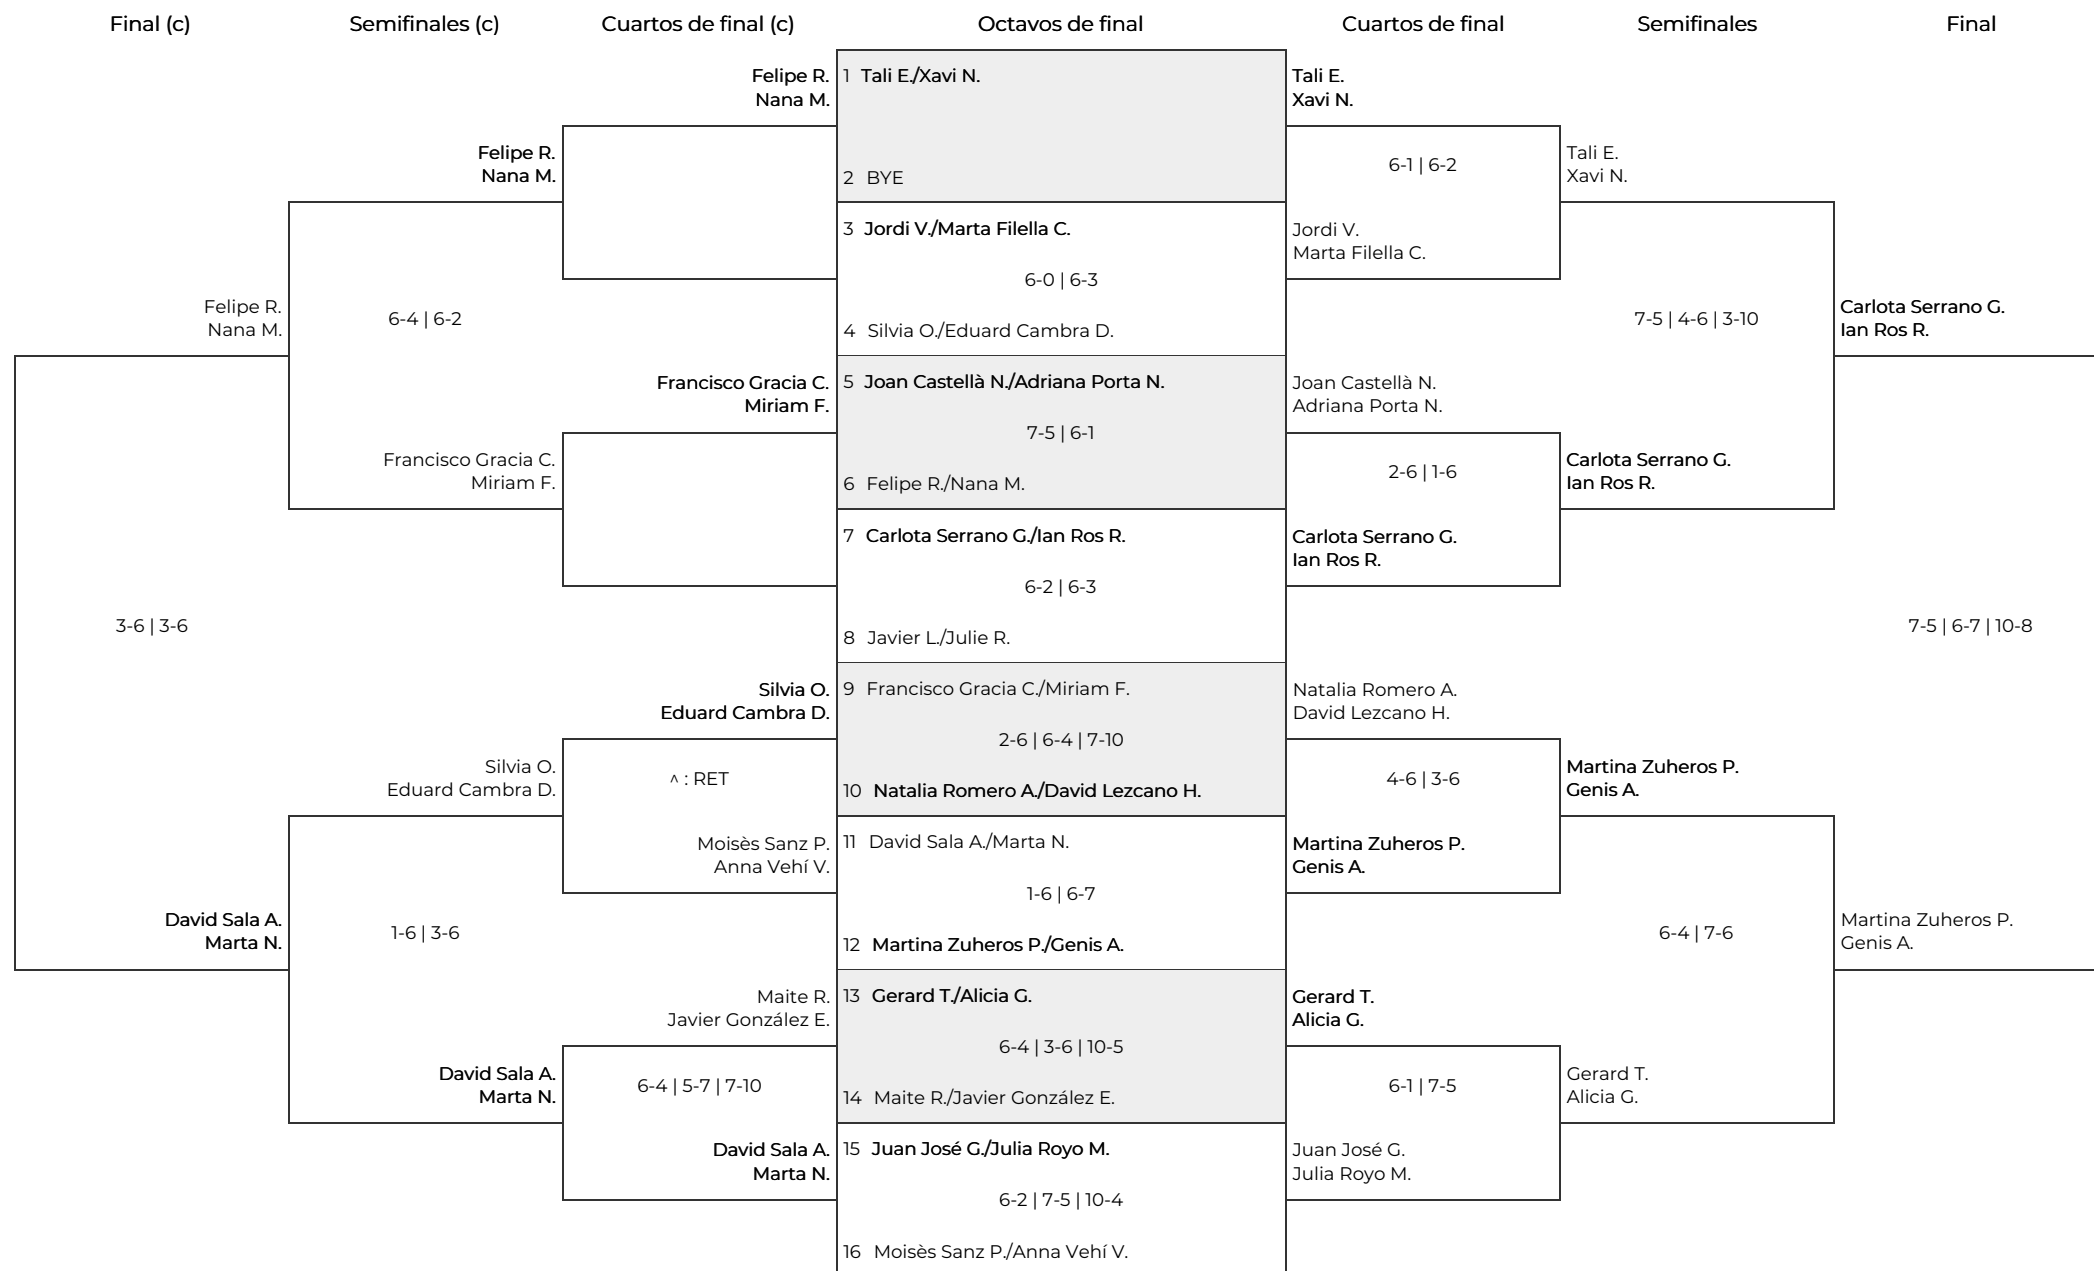 Final (c)
Semifinales (c)
Cuartos de final (c)
Octavos de final
Cuartos de final
Semifinales
Final
Felipe R.
Nana M.
Felipe R.
Nana M.
Francisco Gracia C.
Miriam F.
Felipe R.
Nana M.
6-4 | 6-2
Francisco Gracia C.
Miriam F.
3-6 | 3-6
Silvia O.
Eduard Cambra D.
^ : RET
Moisès Sanz P.
Anna Vehí V.
Silvia O.
Eduard Cambra D.
1-6 | 3-6
David Sala A.
Marta N.
Maite R.
Javier González E.
6-4 | 5-7 | 7-10
David Sala A.
Marta N.
David Sala A.
Marta N.
1 Tali E./Xavi N.
2 BYE
3 Jordi V./Marta Filella C.
6-0 | 6-3
4 Silvia O./Eduard Cambra D.
5 Joan Castellà N./Adriana Porta N.
7-5 | 6-1
6 Felipe R./Nana M.
7 Carlota Serrano G./Ian Ros R.
6-2 | 6-3
8 Javier L./Julie R.
9 Francisco Gracia C./Miriam F.
2-6 | 6-4 | 7-10
10 Natalia Romero A./David Lezcano H.
11 David Sala A./Marta N.
1-6 | 6-7
12 Martina Zuheros P./Genis A.
13 Gerard T./Alicia G.
6-4 | 3-6 | 10-5
14 Maite R./Javier González E.
15 Juan José G./Julia Royo M.
6-2 | 7-5 | 10-4
16 Moisès Sanz P./Anna Vehí V.
Tali E.
Xavi N.
6-1 | 6-2
Jordi V.
Marta Filella C.
Joan Castellà N.
Adriana Porta N.
2-6 | 1-6
Carlota Serrano G.
Ian Ros R.
Natalia Romero A.
David Lezcano H.
4-6 | 3-6
Martina Zuheros P.
Genis A.
Gerard T.
Alicia G.
6-1 | 7-5
Juan José G.
Julia Royo M.
Tali E.
Xavi N.
7-5 | 4-6 | 3-10
Carlota Serrano G.
Ian Ros R.
Martina Zuheros P.
Genis A.
6-4 | 7-6
Gerard T.
Alicia G.
Carlota Serrano G.
Ian Ros R.
7-5 | 6-7 | 10-8
Martina Zuheros P.
Genis A.